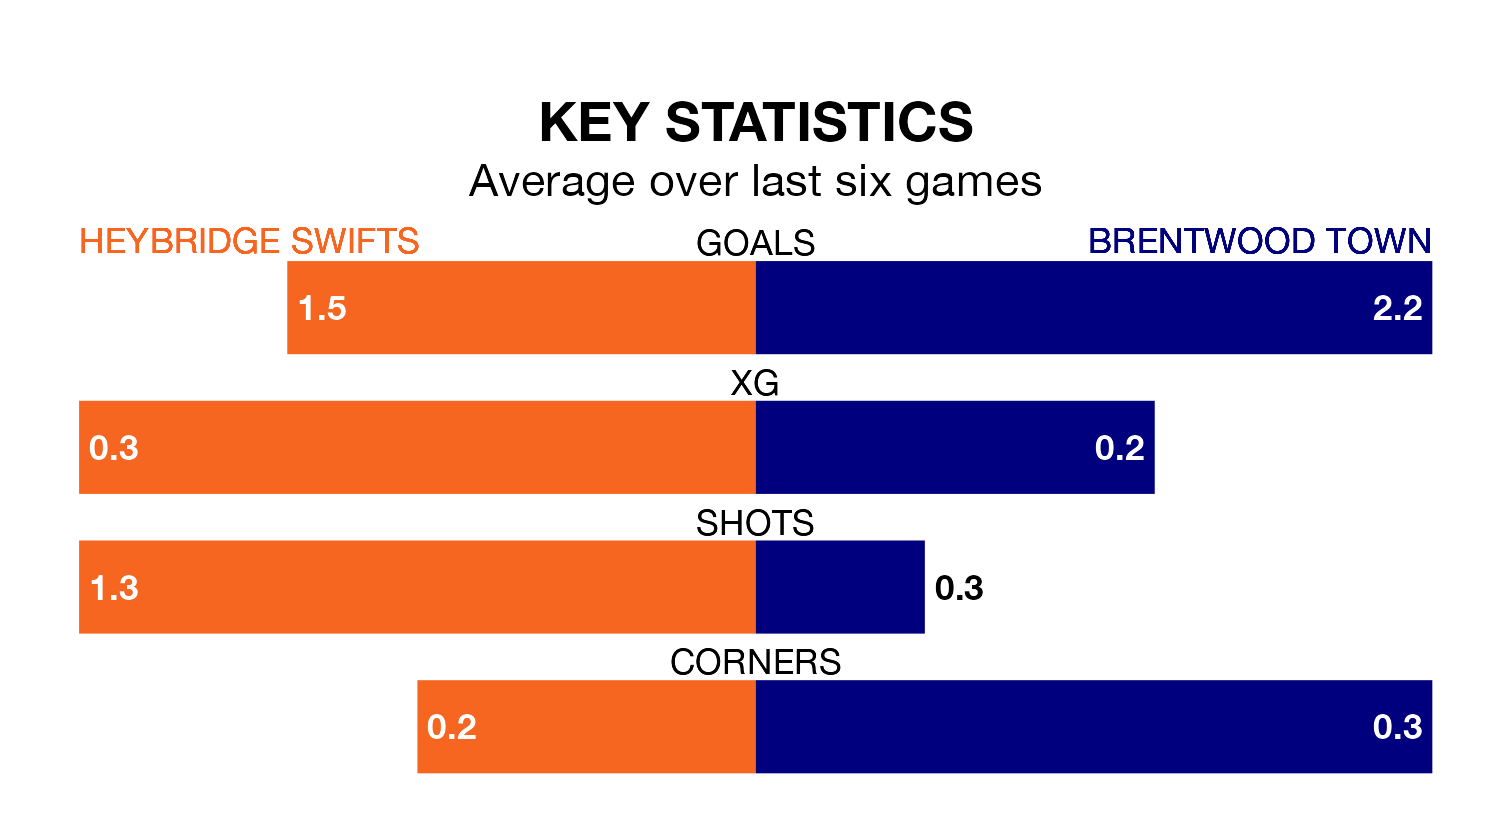 KEY STATISTICS
Average over last six games
HEYBRIDGE SWIFTS GOALS BRENTWOOD TOWN
1.5 2.2
XG
0.3 0.2
SHOTS
1.3 0.3
CORNERS
0.2 0.3